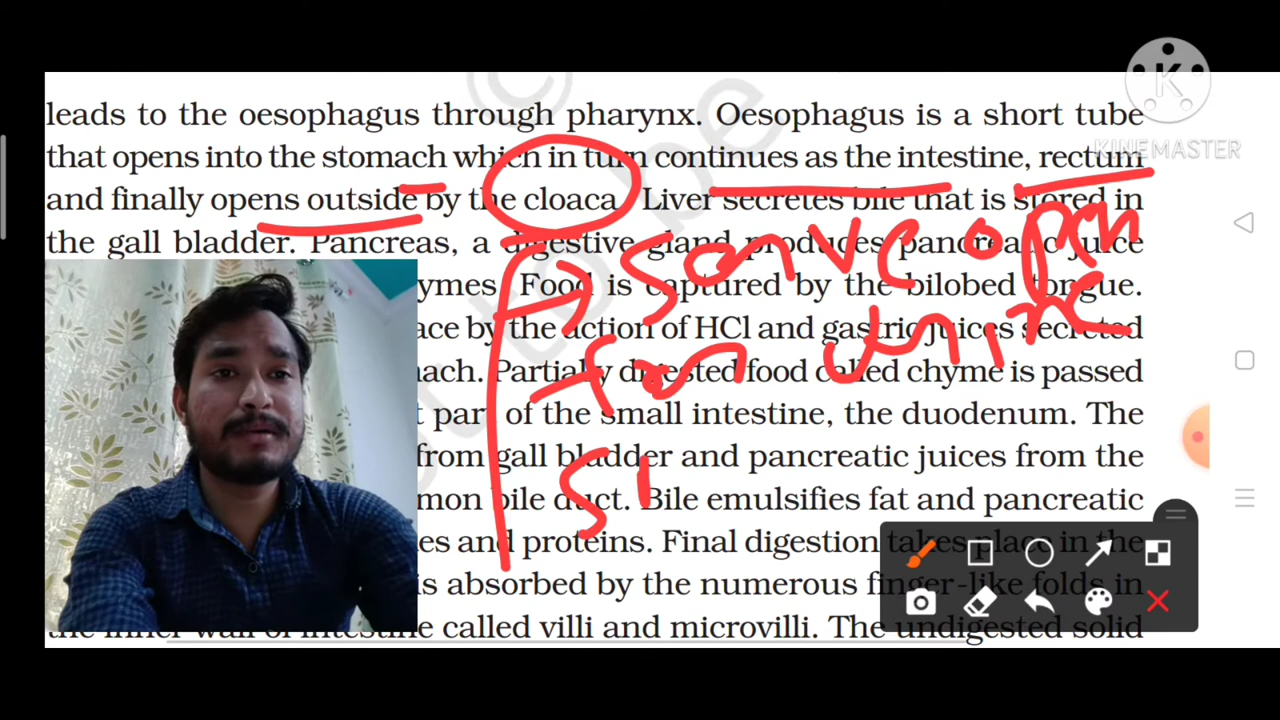 KINEMASTER
leads to the oesophagus through pharynx. Oesophagus is a short tube
that opens into the stomach which in turn continues as the intestine, rectum
and finally opens outside by the cloaca. Liver secretes bile that is stored in
the gall bladder. Pancreas, a digestive gland produces pancreatic juice
ymes. Food is captured by the bilobed tongue.
ace by the action of HCl and gastric juices secreted
mach. Partially digested food called chyme is passed
t part of the small intestine, the duodenum. The
from gall bladder and pancreatic juices from the
mon bile duct. Bile emulsifies fat and pancreatic
es and proteins. Final digestion takes place in the
is absorbed by the numerous finger-like folds in
the inner wall of intestine called villi and microvilli. The undigested solid
for